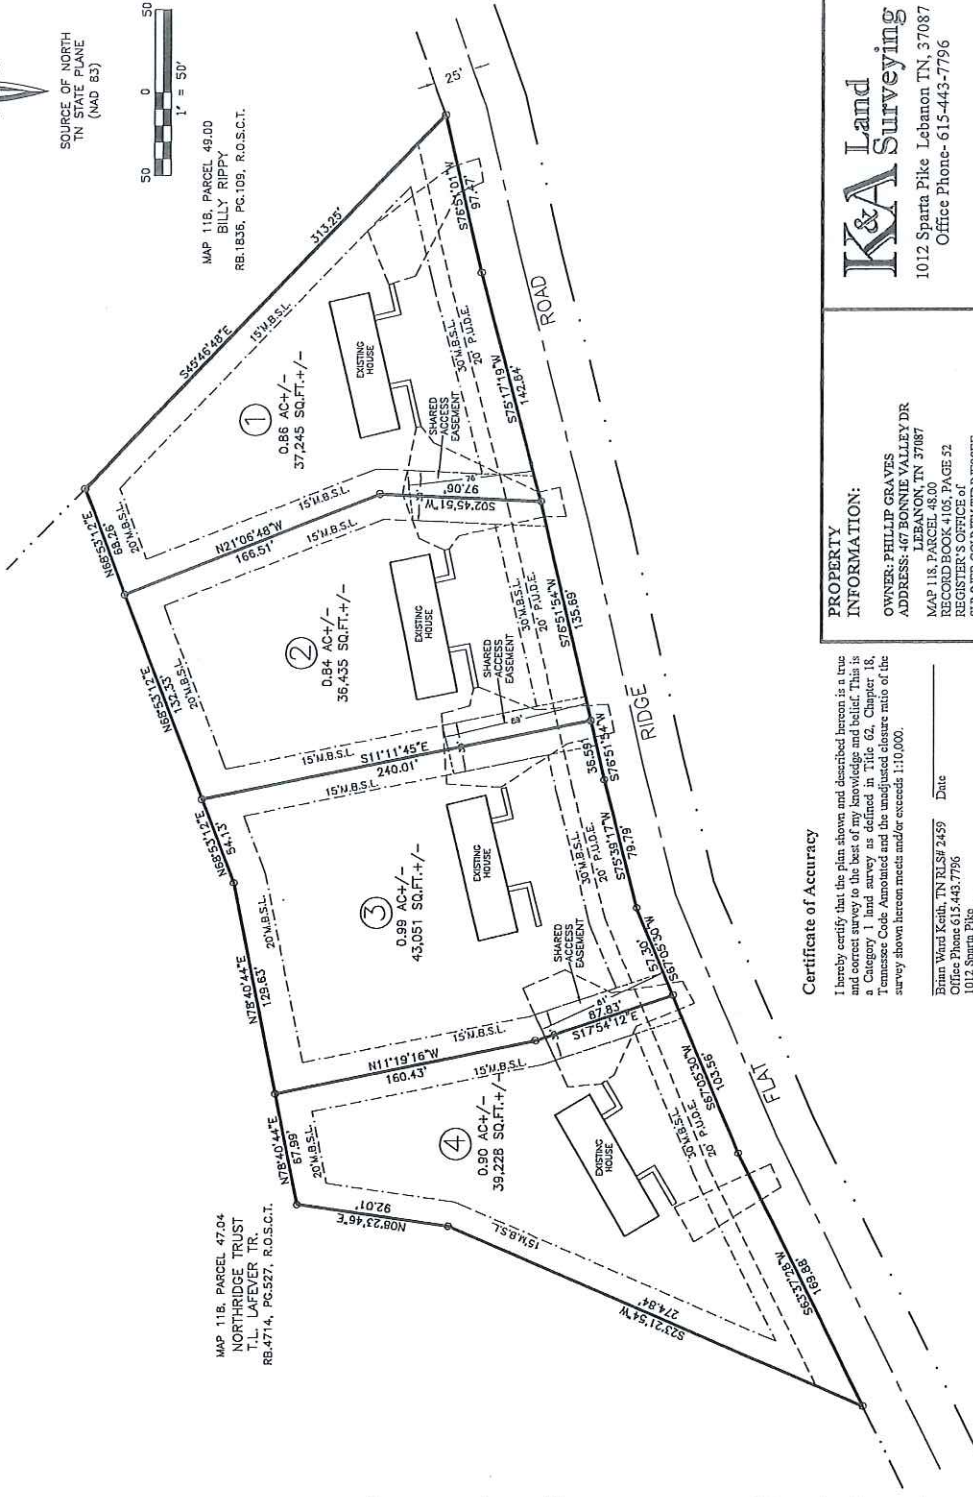 SOURCE OF NORTH
TN STATE PLANE
(NAD 83)
50 0 50
1" = 50'
MAP 118, PARCEL 49.00
BILLY RIPPY
RB.1835, PG.109, R.O.S.C.T.
MAP 118, PARCEL 47.04
NORTHRIDGE TRUST
T.L. LAFEVER TR.
RB.4714, PG.527, R.O.S.C.T.
25'
S45°46'48"E
313.25'
15'M.B.S.L.
N68°53'12"E
68.26'
20'M.B.S.L.
1
0.86 AC+/-
37,245 SQ.FT.+/-
EXISTING
HOUSE
SHARED
ACCESS
EASEMENT
30'M.B.S.L.
20' P.U.D.E.
S76°51'01"W
97.47'
S75°17'19"W
142.64'
15'M.B.S.L.
N21°06'48"W
166.51'
15'M.B.S.L.
S02°45'51"W
97.06'
N68°53'12"E
132.33'
20'M.B.S.L.
2
0.84 AC+/-
36,435 SQ.FT.+/-
EXISTING
HOUSE
SHARED
ACCESS
EASEMENT
30'M.B.S.L.
20' P.U.D.E.
S76°51'54"W
135.69'
15'M.B.S.L.
S11°11'45"E
240.01'
15'M.B.S.L.
N68°53'12"E
54.13'
N78°40'44"E
129.63'
20'M.B.S.L.
3
0.99 AC+/-
43,051 SQ.FT.+/-
EXISTING
HOUSE
SHARED
ACCESS
EASEMENT
30'M.B.S.L.
20' P.U.D.E.
36.59'
S76°51'54"W
S75°39'17"W
79.79'
57.30'
S67°05'30"W
15'M.B.S.L.
N11°19'16"W
160.43'
15'M.B.S.L.
81'
87.83'
S17°54'12"E
N78°40'44"E
67.99'
20'M.B.S.L.
4
0.90 AC+/-
39,228 SQ.FT.+/-
EXISTING
HOUSE
30'M.B.S.L.
20' P.U.D.E.
S67°05'30"W
103.56'
S63°37'28"W
169.88'
N08°23'46"E
92.01'
15'M.B.S.L.
S23°21'54"W
274.84'
FLAT RIDGE ROAD
Certificate of Accuracy
I hereby certify that the plan shown and described hereon is a true
and correct survey to the best of my knowledge and belief. This is
a Category 1 land survey as defined in Title 62, Chapter 18,
Tennessee Code Annotated and the unadjusted closure ratio of the
survey shown hereon meets and/or exceeds 1:10,000.
Brian Ward Keith, TN RLS# 2459 Date
Office Phone 615.443.7796
1012 Sparta Pike
PROPERTY
INFORMATION:
OWNER: PHILLIP GRAVES
ADDRESS: 467 BONNIE VALLEY DR
LEBANON, TN 37087
MAP 118, PARCEL 48.00
RECORD BOOK 4105, PAGE 52
REGISTER'S OFFICE of
K&A Land
Surveying
1012 Sparta Pike Lebanon TN, 37087
Office Phone- 615-443-7796